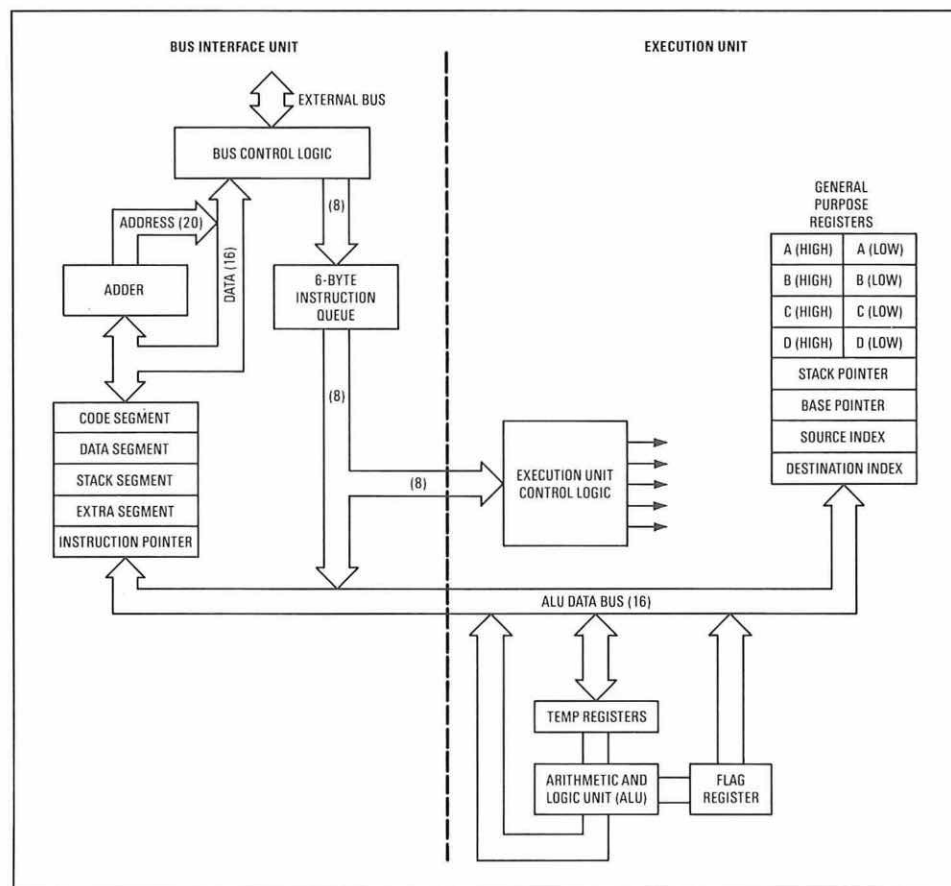 BUS INTERFACE UNIT
EXECUTION UNIT
EXTERNAL BUS
BUS CONTROL LOGIC
ADDRESS (20)
DATA (16)
(8)
ADDER
6-BYTE
INSTRUCTION
QUEUE
(8)
CODE SEGMENT
DATA SEGMENT
STACK SEGMENT
EXTRA SEGMENT
INSTRUCTION POINTER
(8)
EXECUTION UNIT
CONTROL LOGIC
GENERAL
PURPOSE
REGISTERS
A (HIGH) A (LOW)
B (HIGH) B (LOW)
C (HIGH) C (LOW)
D (HIGH) D (LOW)
STACK POINTER
BASE POINTER
SOURCE INDEX
DESTINATION INDEX
ALU DATA BUS (16)
TEMP REGISTERS
ARITHMETIC AND
LOGIC UNIT (ALU)
FLAG
REGISTER